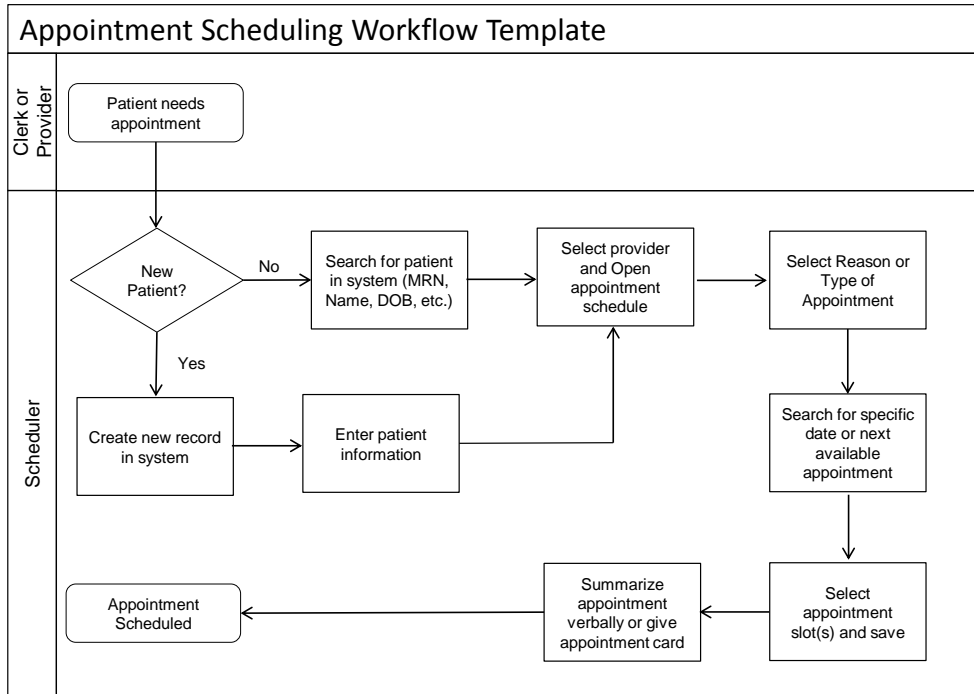 Appointment Scheduling Workflow Template
Clerk or
Provider
Patient needs
appointment
Scheduler
New
Patient?
No
Search for patient
in system (MRN,
Name, DOB, etc.)
Select provider
and Open
appointment
schedule
Select Reason or
Type of
Appointment
Yes
Create new record
in system
Enter patient
information
Search for specific
date or next
available
appointment
Appointment
Scheduled
Summarize
appointment
verbally or give
appointment card
Select
appointment
slot(s) and save